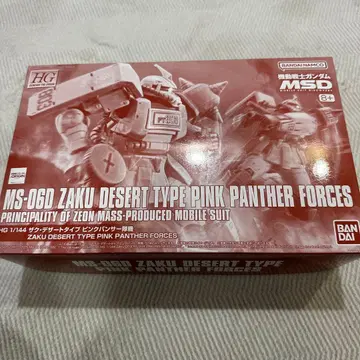 HG
BANDAI NAMCO
機動戦士ガンダム
MSD
8+
MS-06D ZAKU DESERT TYPE PINK PANTHER FORCES
PRINCIPALITY OF ZEON MASS-PRODUCED MOBILE SUIT
HG 1/144 ザク・デザートタイプ ピンクパンサー隊機
ZAKU DESERT TYPE PINK PANTHER FORCES
BAN
DAI
MS-06D ZAKU DESERT TYPE
PINK PANTHER FORCES